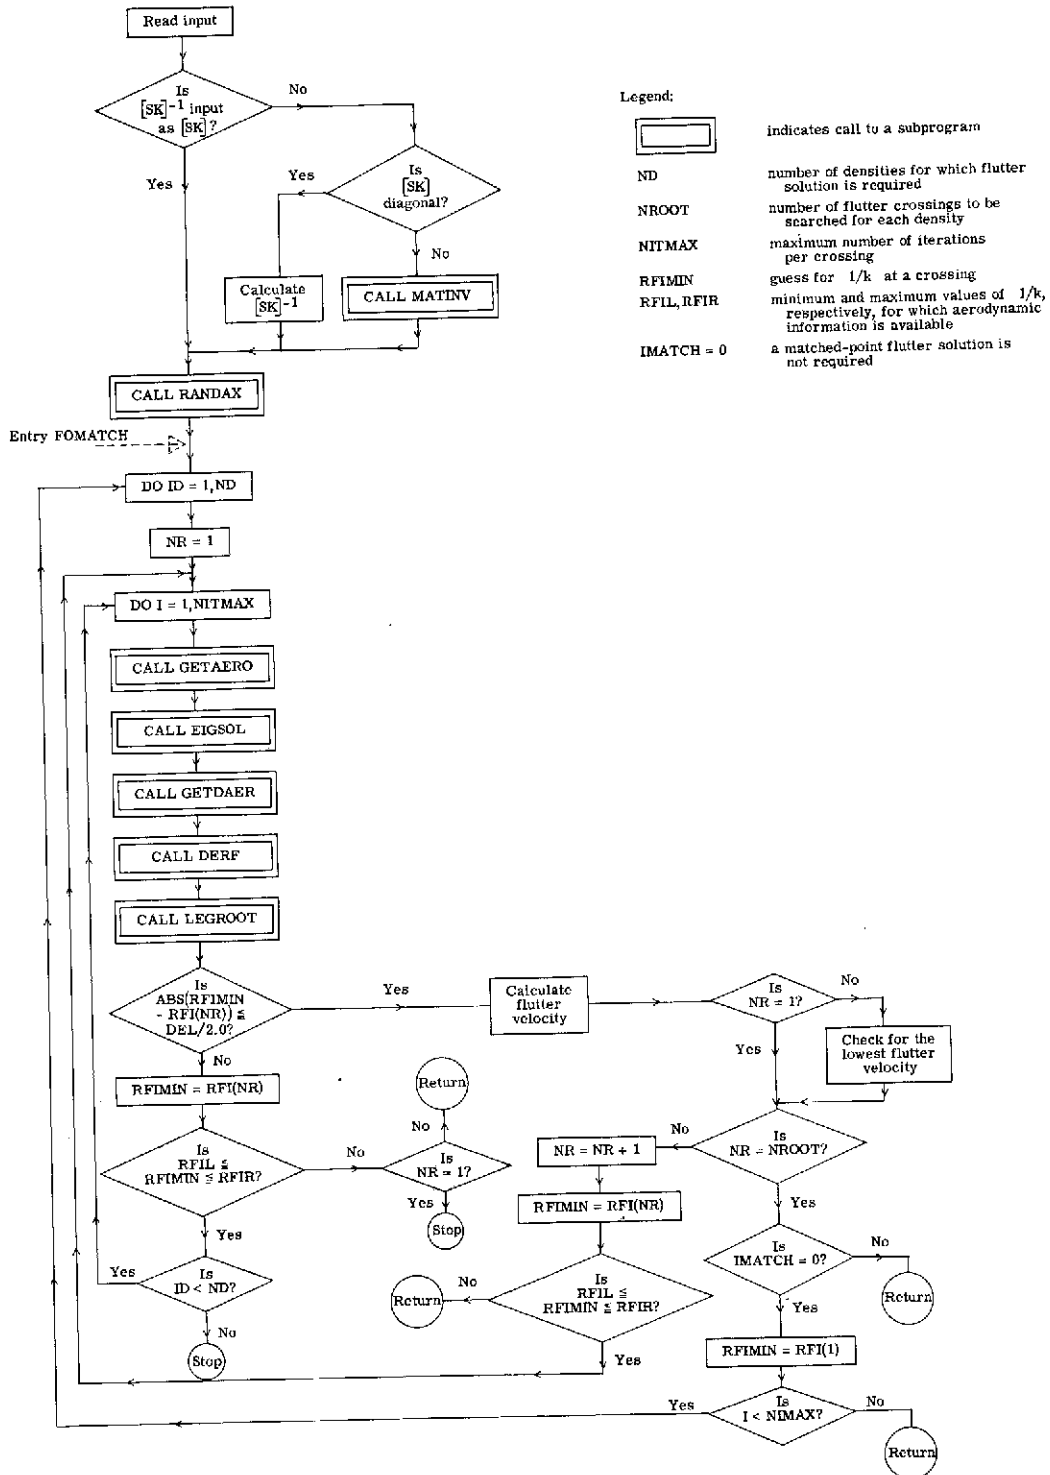 Read input
Is
[SK]⁻¹ input
as [SK]?
No
Yes
Is
[SK]
diagonal?
Yes
No
Calculate
[SK]⁻¹
CALL MATINV
CALL RANDAX
Entry FOMATCH
DO ID = 1,ND
NR = 1
DO I = 1,NITMAX
CALL GETAERO
CALL EIGSOL
CALL GETDAER
CALL DERF
CALL LEGROOT
Is
ABS(RFIMIN
- RFI(NR)) ≦
DEL/2.0?
Yes
No
Calculate
flutter
velocity
Is
NR = 1?
No
Yes
Check for the
lowest flutter
velocity
RFIMIN = RFI(NR)
Is
RFIL ≦
RFIMIN ≦ RFIR?
No
Yes
Is
NR = 1?
No
Return
Yes
Stop
Is
ID < ND?
Yes
No
Stop
Is
NR = NROOT?
No
Yes
NR = NR + 1
RFIMIN = RFI(NR)
Is
RFIL ≦
RFIMIN ≦ RFIR?
No
Return
Yes
Is
IMATCH = 0?
No
Return
Yes
RFIMIN = RFI(1)
Is
I < NIMAX?
Yes
No
Return
Legend:
indicates call to a subprogram
ND number of densities for which flutter
solution is required
NROOT number of flutter crossings to be
searched for each density
NITMAX maximum number of iterations
per crossing
RFIMIN guess for 1/k at a crossing
RFIL, RFIR minimum and maximum values of 1/k,
respectively, for which aerodynamic
information is available
IMATCH = 0 a matched-point flutter solution is
not required